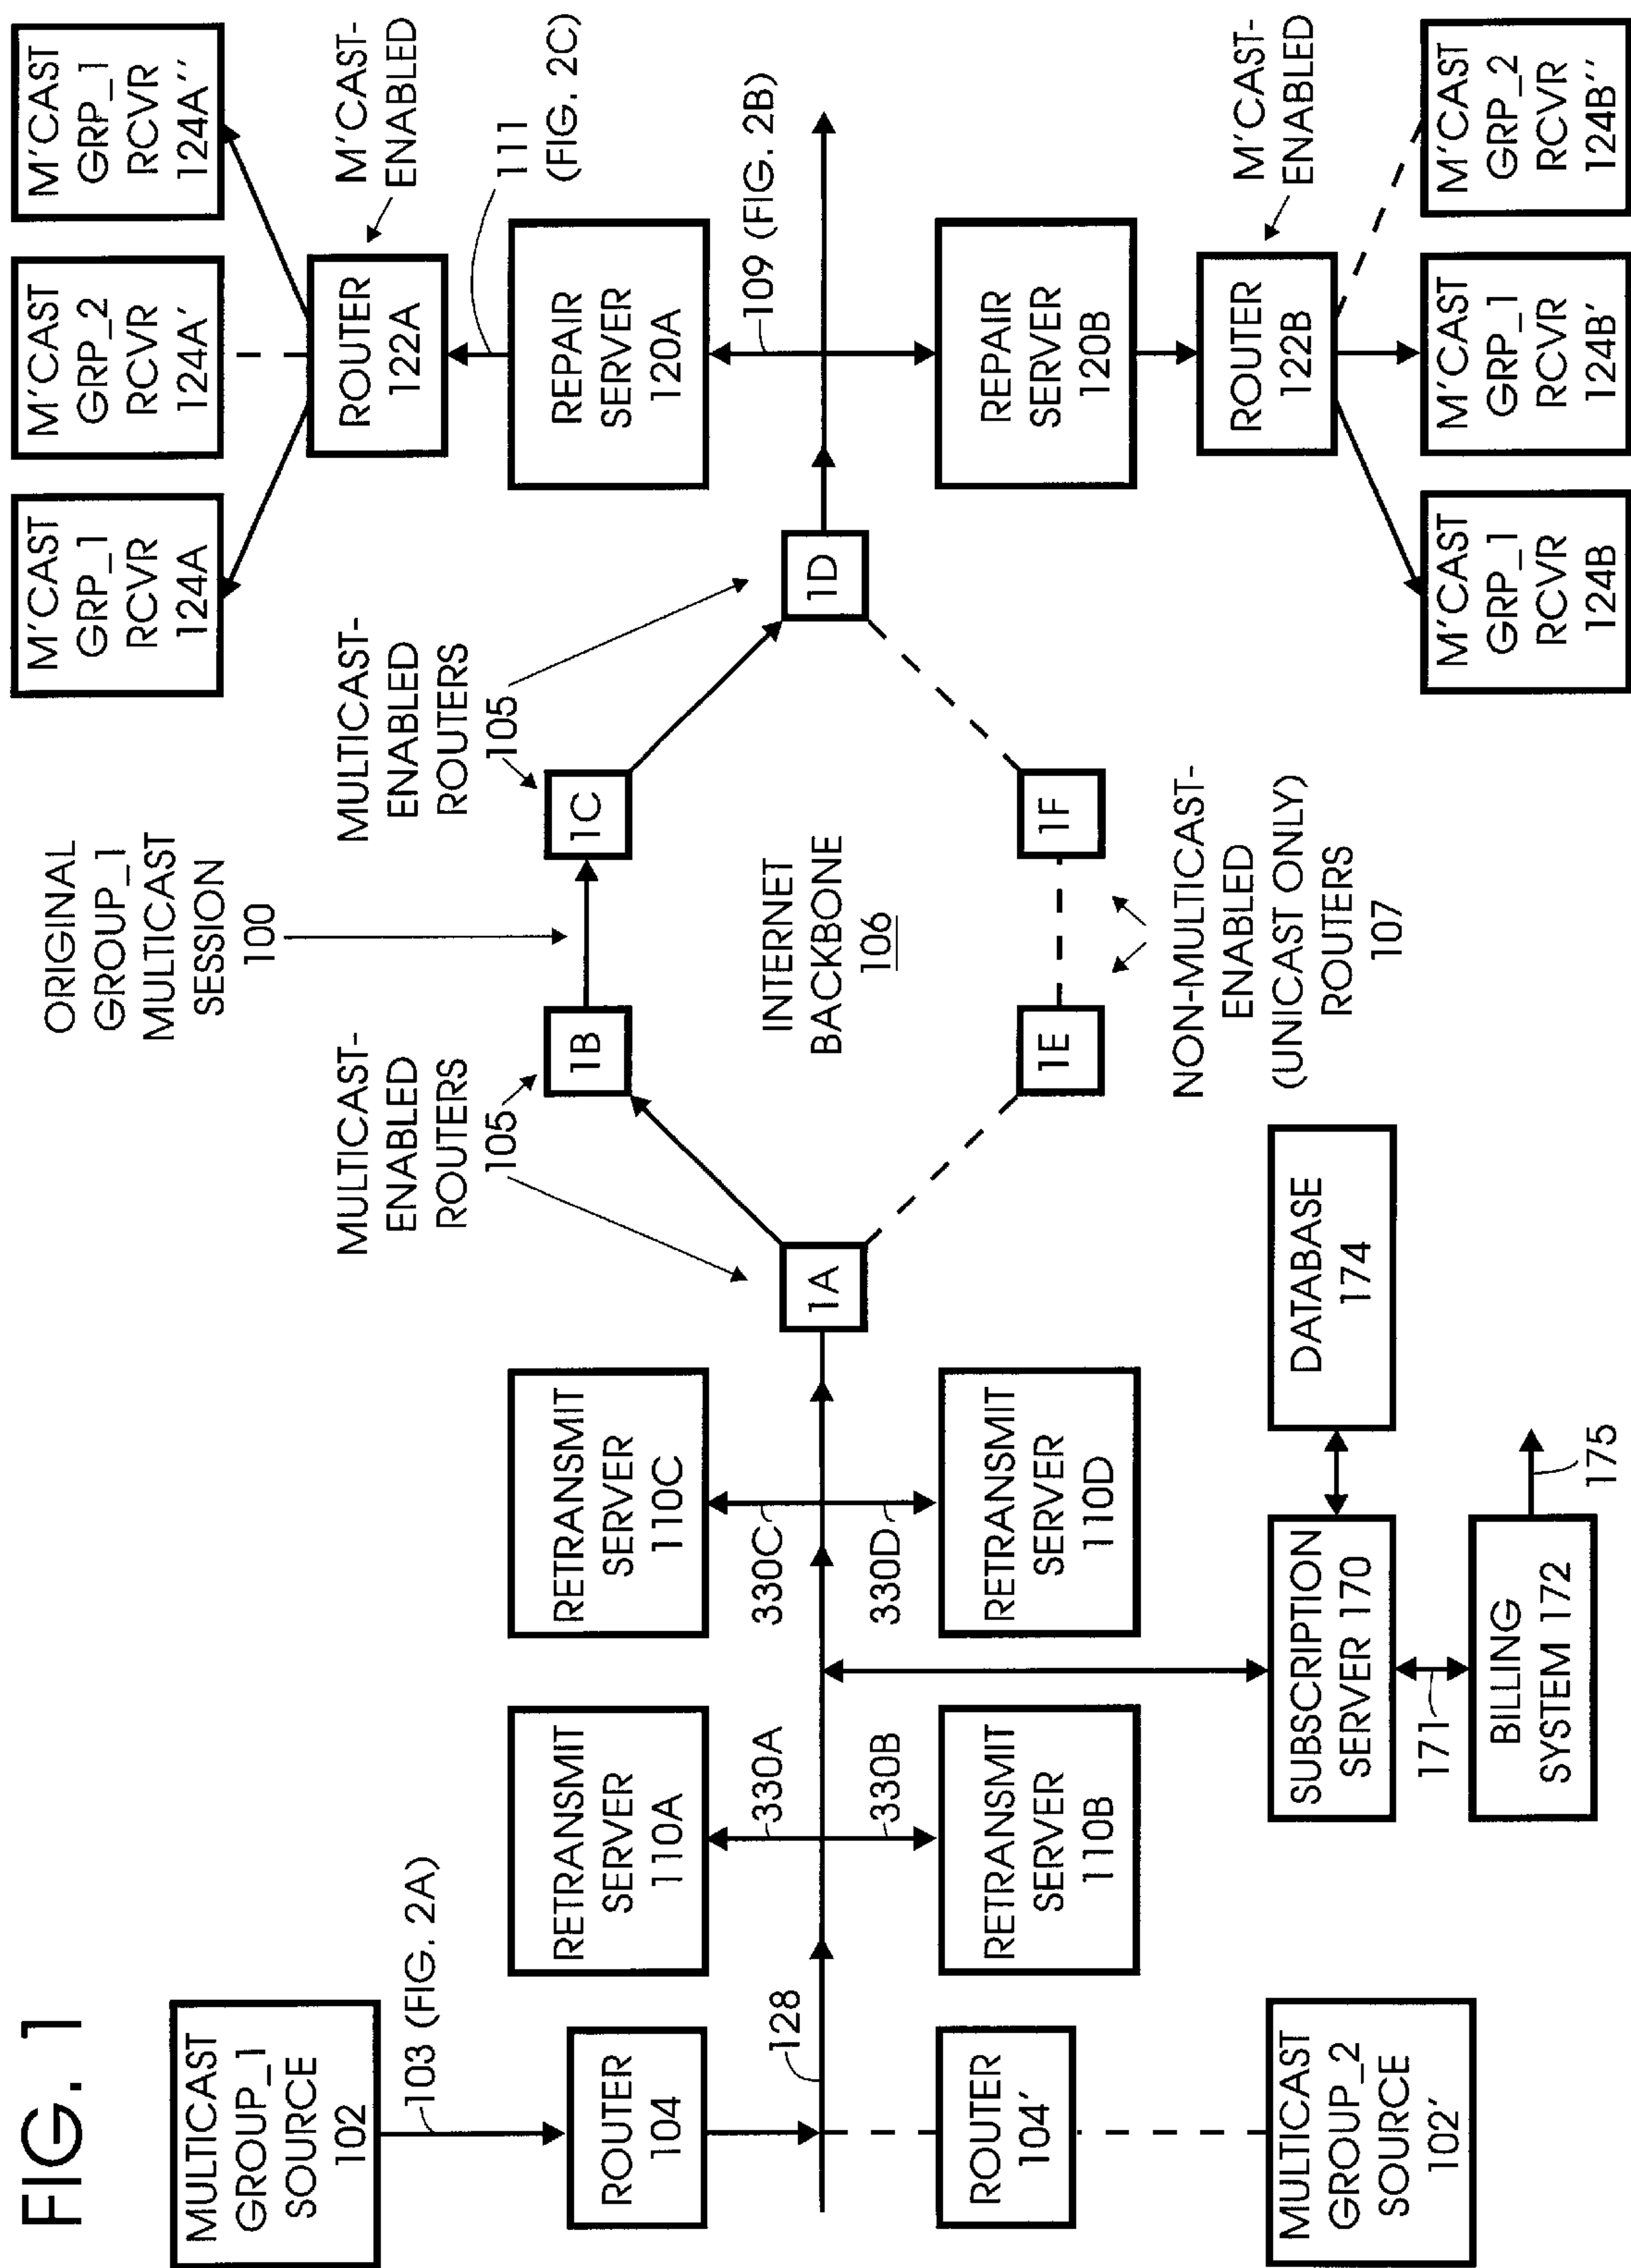 FIG. 1
MULTICAST
GROUP_1
SOURCE
102
103 (FIG. 2A)
ROUTER
104
128
ROUTER
104'
MULTICAST
GROUP_2
SOURCE
102'
RETRANSMIT
SERVER
110A
330A
330B
RETRANSMIT
SERVER
110B
RETRANSMIT
SERVER
110C
330C
330D
RETRANSMIT
SERVER
110D
SUBSCRIPTION
SERVER 170
171
BILLING
SYSTEM 172
175
DATABASE
174
ORIGINAL
GROUP_1
MULTICAST
SESSION
100
MULTICAST-
ENABLED
ROUTERS
105
1A
1B
MULTICAST-
ENABLED
ROUTERS
105
1C
1D
INTERNET
BACKBONE
106
1E
1F
NON-MULTICAST-
ENABLED
(UNICAST ONLY)
ROUTERS
107
M'CAST
GRP_1
RCVR
124A
M'CAST
GRP_2
RCVR
124A'
M'CAST
GRP_1
RCVR
124A''
ROUTER
122A
M'CAST-
ENABLED
111
(FIG. 2C)
REPAIR
SERVER
120A
109 (FIG. 2B)
REPAIR
SERVER
120B
ROUTER
122B
M'CAST-
ENABLED
M'CAST
GRP_1
RCVR
124B
M'CAST
GRP_1
RCVR
124B'
M'CAST
GRP_2
RCVR
124B''